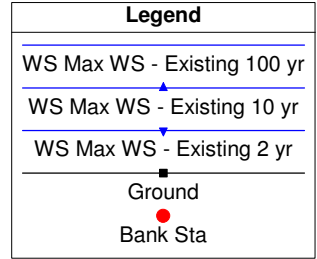 Legend
WS Max WS - Existing 100 yr
WS Max WS - Existing 10 yr
WS Max WS - Existing 2 yr
Ground
Bank Sta